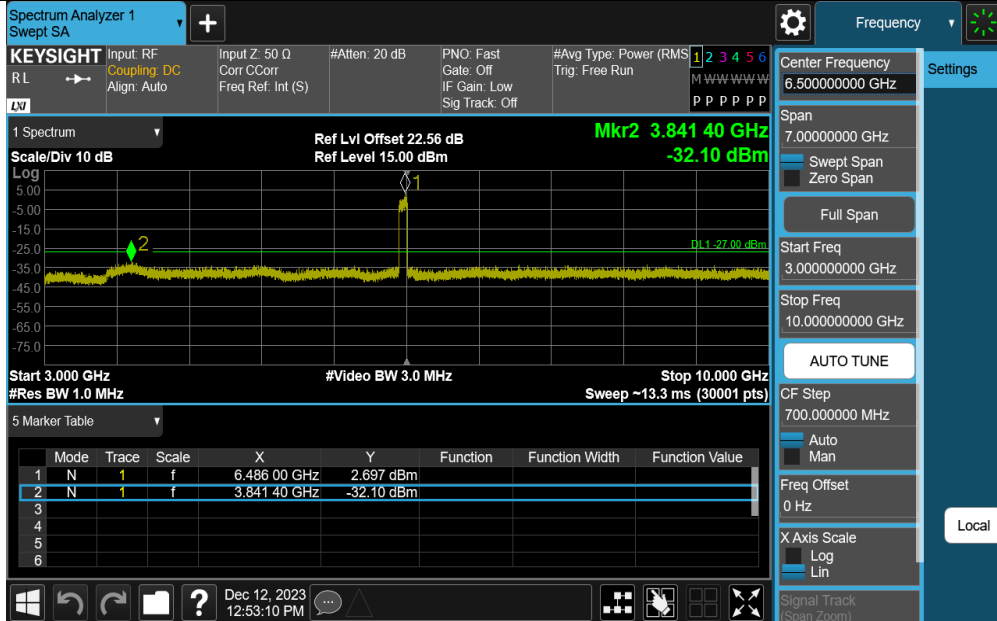 Spectrum Analyzer 1
Swept SA
+
Frequency
KEYSIGHT
RL
LXI
Input: RF
Coupling: DC
Align: Auto
Input Z: 50 Ω
Corr CCorr
Freq Ref: Int (S)
#Atten: 20 dB
PNO: Fast
Gate: Off
IF Gain: Low
Sig Track: Off
#Avg Type: Power (RMS
Trig: Free Run
1 2 3 4 5 6
M W W W W W
P P P P P P
1 Spectrum
Scale/Div 10 dB
Ref Lvl Offset 22.56 dB
Ref Level 15.00 dBm
Mkr2 3.841 40 GHz
-32.10 dBm
Log
5.00
-5.00
-15.0
-25.0
-35.0
-45.0
-55.0
-65.0
-75.0
1
2
DL1 -27.00 dBm
Start 3.000 GHz
#Res BW 1.0 MHz
#Video BW 3.0 MHz
Stop 10.000 GHz
Sweep ~13.3 ms (30001 pts)
5 Marker Table
Mode Trace Scale X Y Function Function Width Function Value
1 N 1 f 6.486 00 GHz 2.697 dBm
2 N 1 f 3.841 40 GHz -32.10 dBm
3
4
5
6
?
Dec 12, 2023
12:53:10 PM
Center Frequency
6.500000000 GHz
Span
7.00000000 GHz
Swept Span
Zero Span
Full Span
Start Freq
3.000000000 GHz
Stop Freq
10.000000000 GHz
AUTO TUNE
CF Step
700.000000 MHz
Auto
Man
Freq Offset
0 Hz
X Axis Scale
Log
Lin
Signal Track
(Span Zoom)
Settings
Local